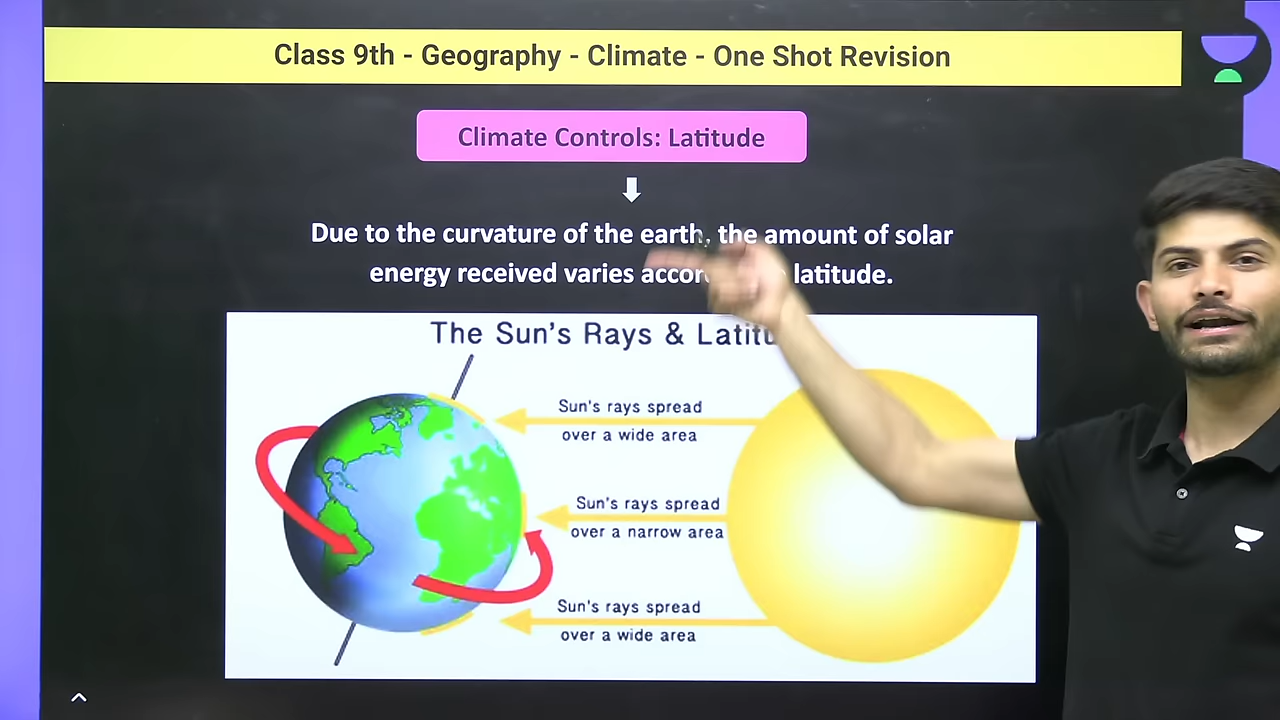 Class 9th - Geography - Climate - One Shot Revision
Climate Controls: Latitude
Due to the curvature of the earth, the amount of solar
energy received varies latitude.
The Sun's Rays &
Sun's rays spread
over a wide area
Sun's rays spread
over a narrow area
Sun's rays spread
over a wide area